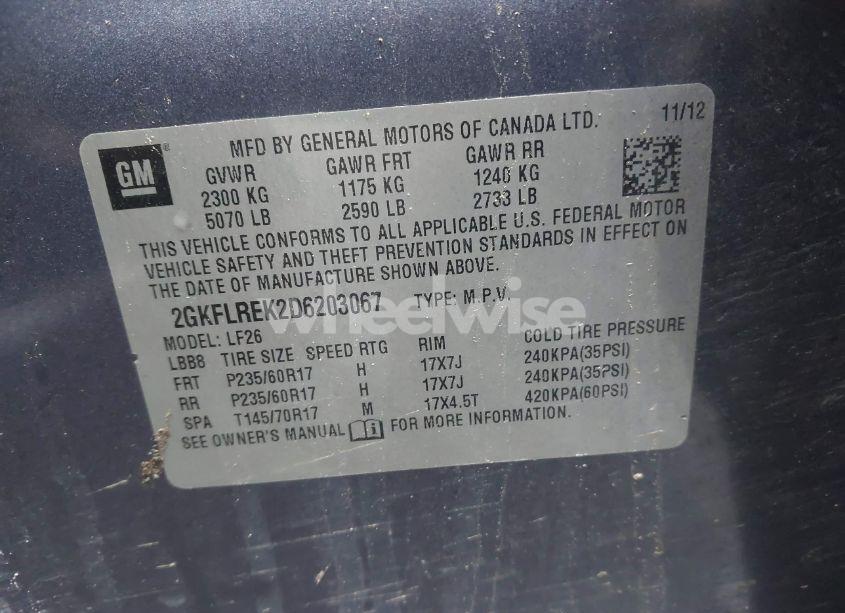 11/12
MFD BY GENERAL MOTORS OF CANADA LTD.
GM
GVWR GAWR FRT GAWR RR
2300 KG 1175 KG 1240 KG
5070 LB 2590 LB 2733 LB
THIS VEHICLE CONFORMS TO ALL APPLICABLE U.S. FEDERAL MOTOR
VEHICLE SAFETY AND THEFT PREVENTION STANDARDS IN EFFECT ON
THE DATE OF MANUFACTURE SHOWN ABOVE.
2GKFLREK2D6203067 TYPE: M.P.V.
wheelwise
MODEL: LF26
LBB8 TIRE SIZE SPEED RTG RIM COLD TIRE PRESSURE
FRT P235/60R17 H 17X7J 240KPA(35PSI)
RR P235/60R17 H 17X7J 240KPA(35PSI)
SPA T145/70R17 M 17X4.5T 420KPA(60PSI)
SEE OWNER'S MANUAL i FOR MORE INFORMATION.